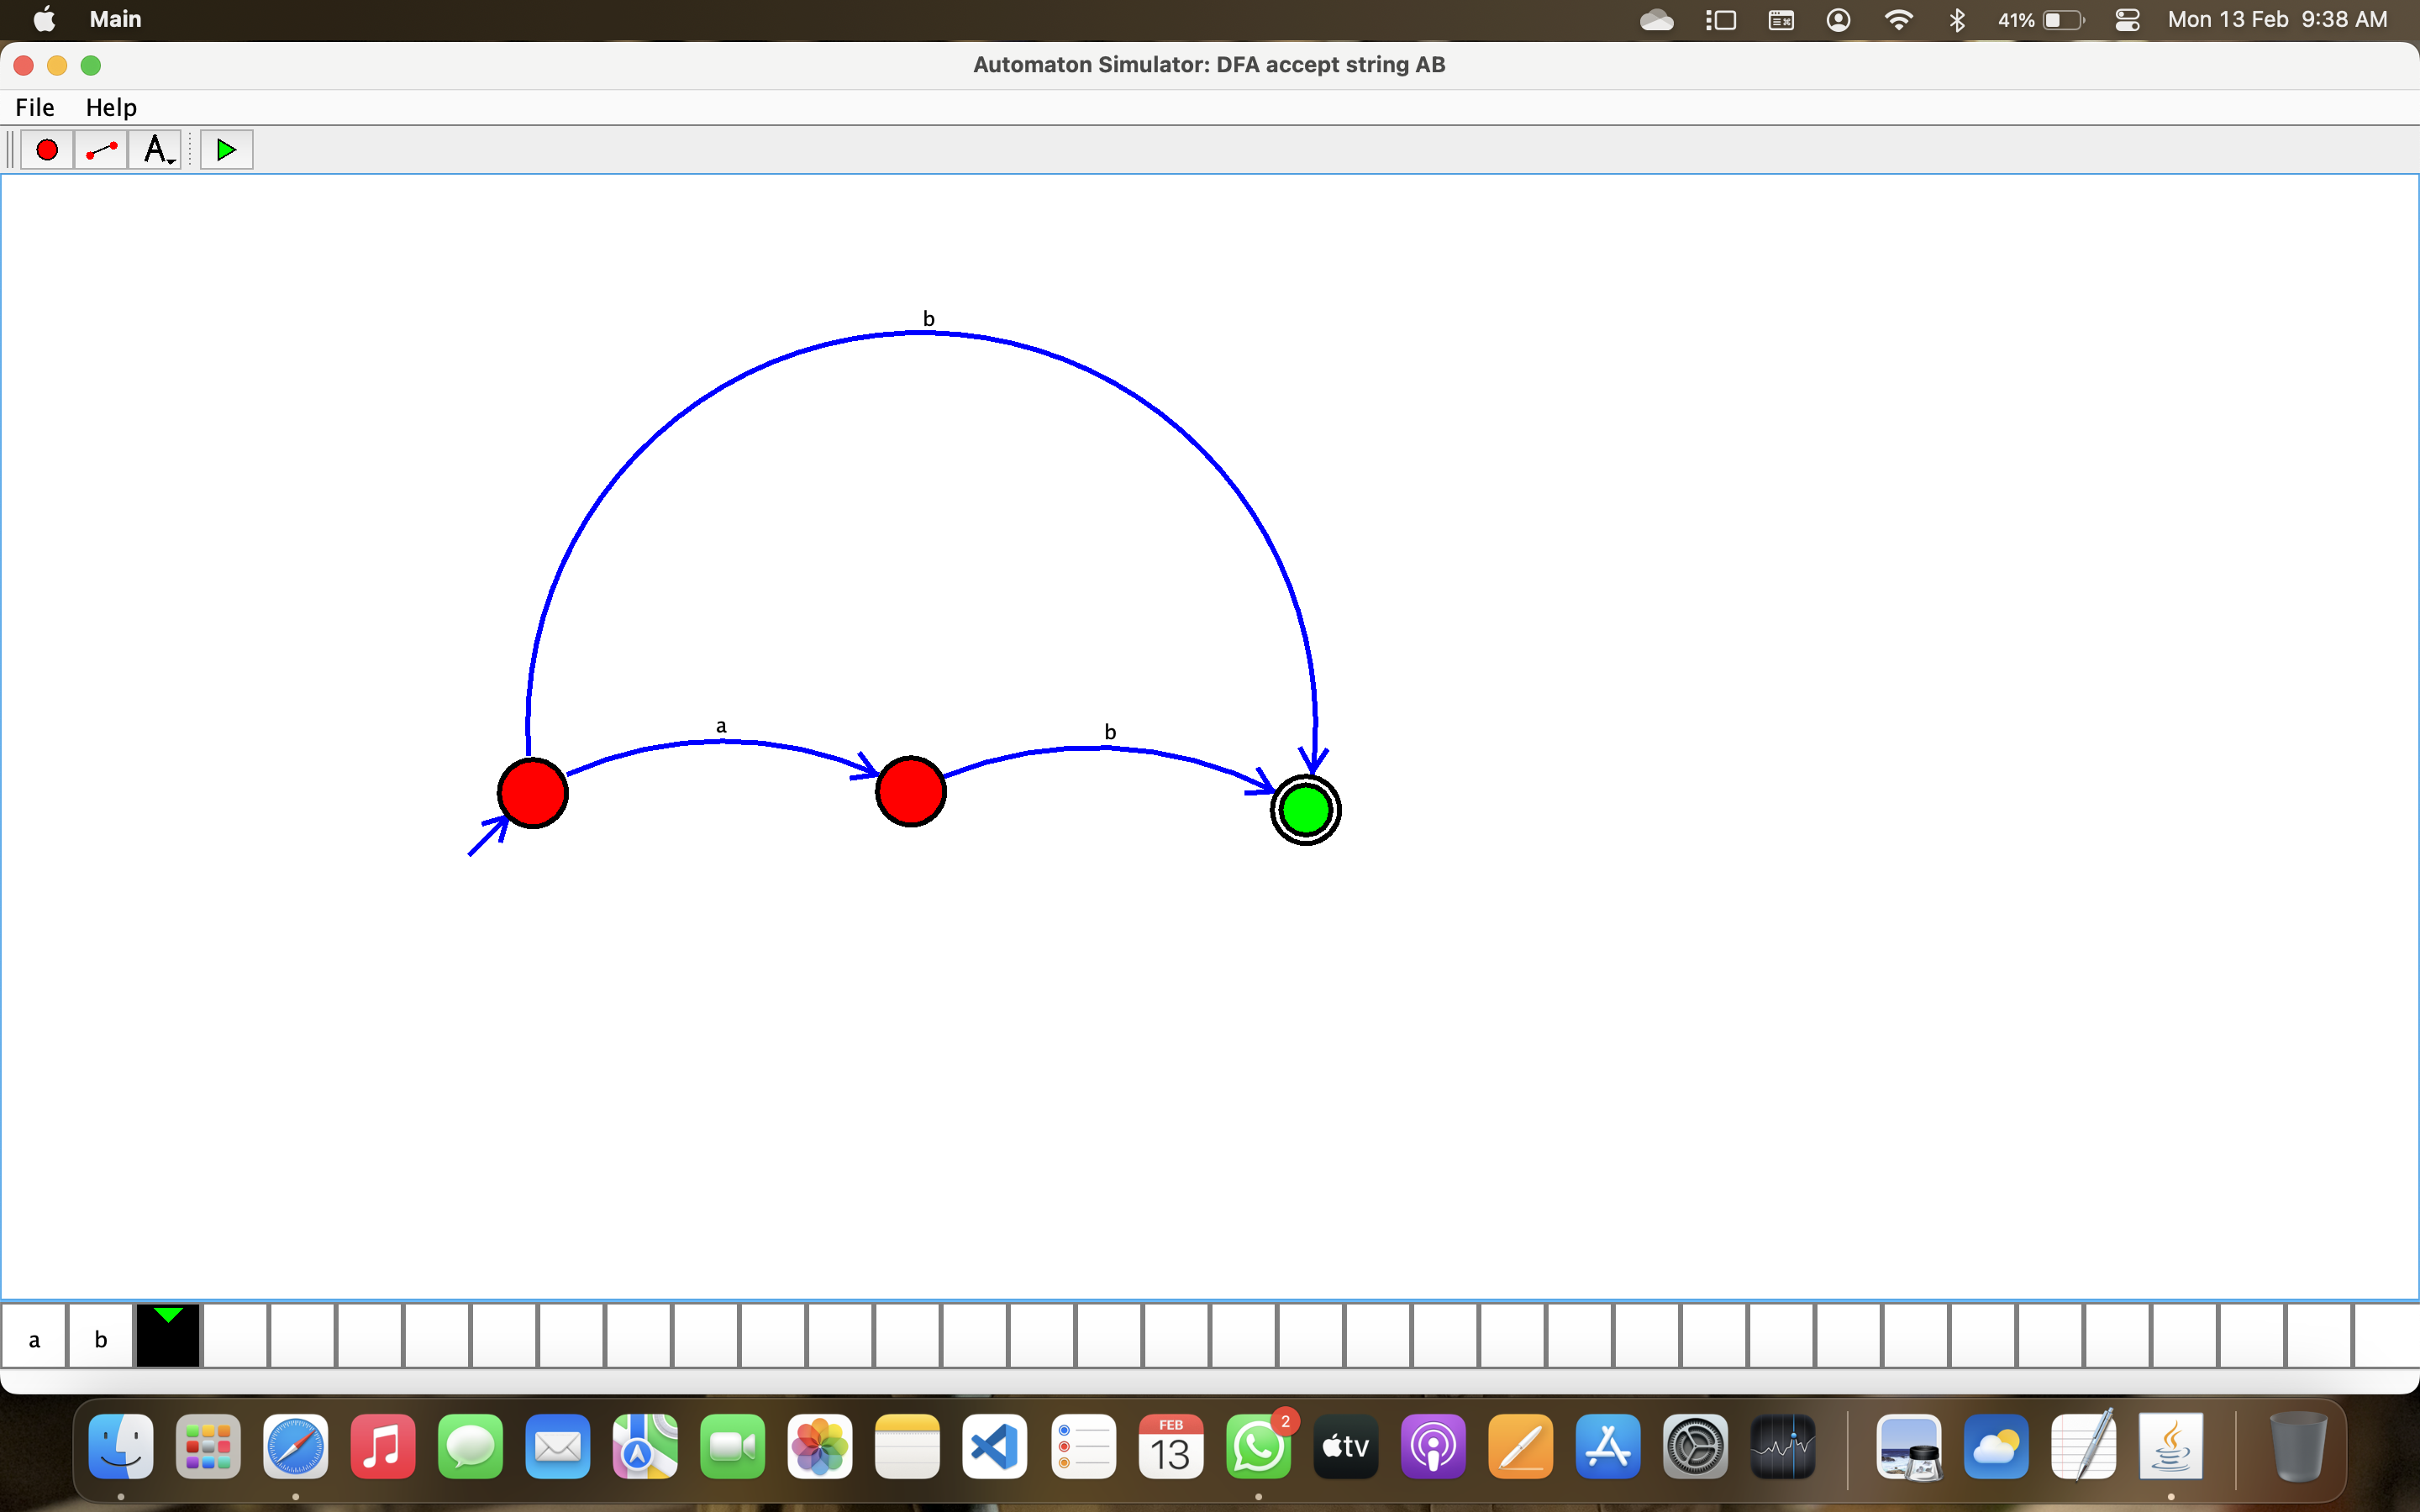 Main
41%
Mon 13 Feb 9:38 AM
Automaton Simulator: DFA accept string AB
File Help
A
b
a
b
a b
FEB
13
2
tv